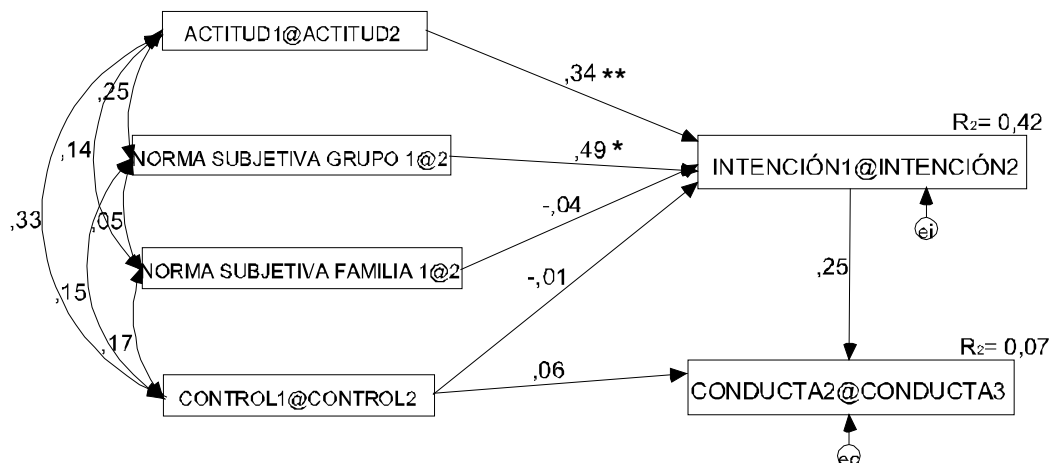 ACTITUD1@ACTITUD2
,34 **
,25
R2= 0,42
NORMA SUBJETIVA GRUPO 1@2
,49 *
INTENCIÓN1@INTENCIÓN2
,14
-,04
,33
,05
ei
NORMA SUBJETIVA FAMILIA 1@2
-,01
,25
,15
,17
R2= 0,07
,06
CONTROL1@CONTROL2
CONDUCTA2@CONDUCTA3
ec